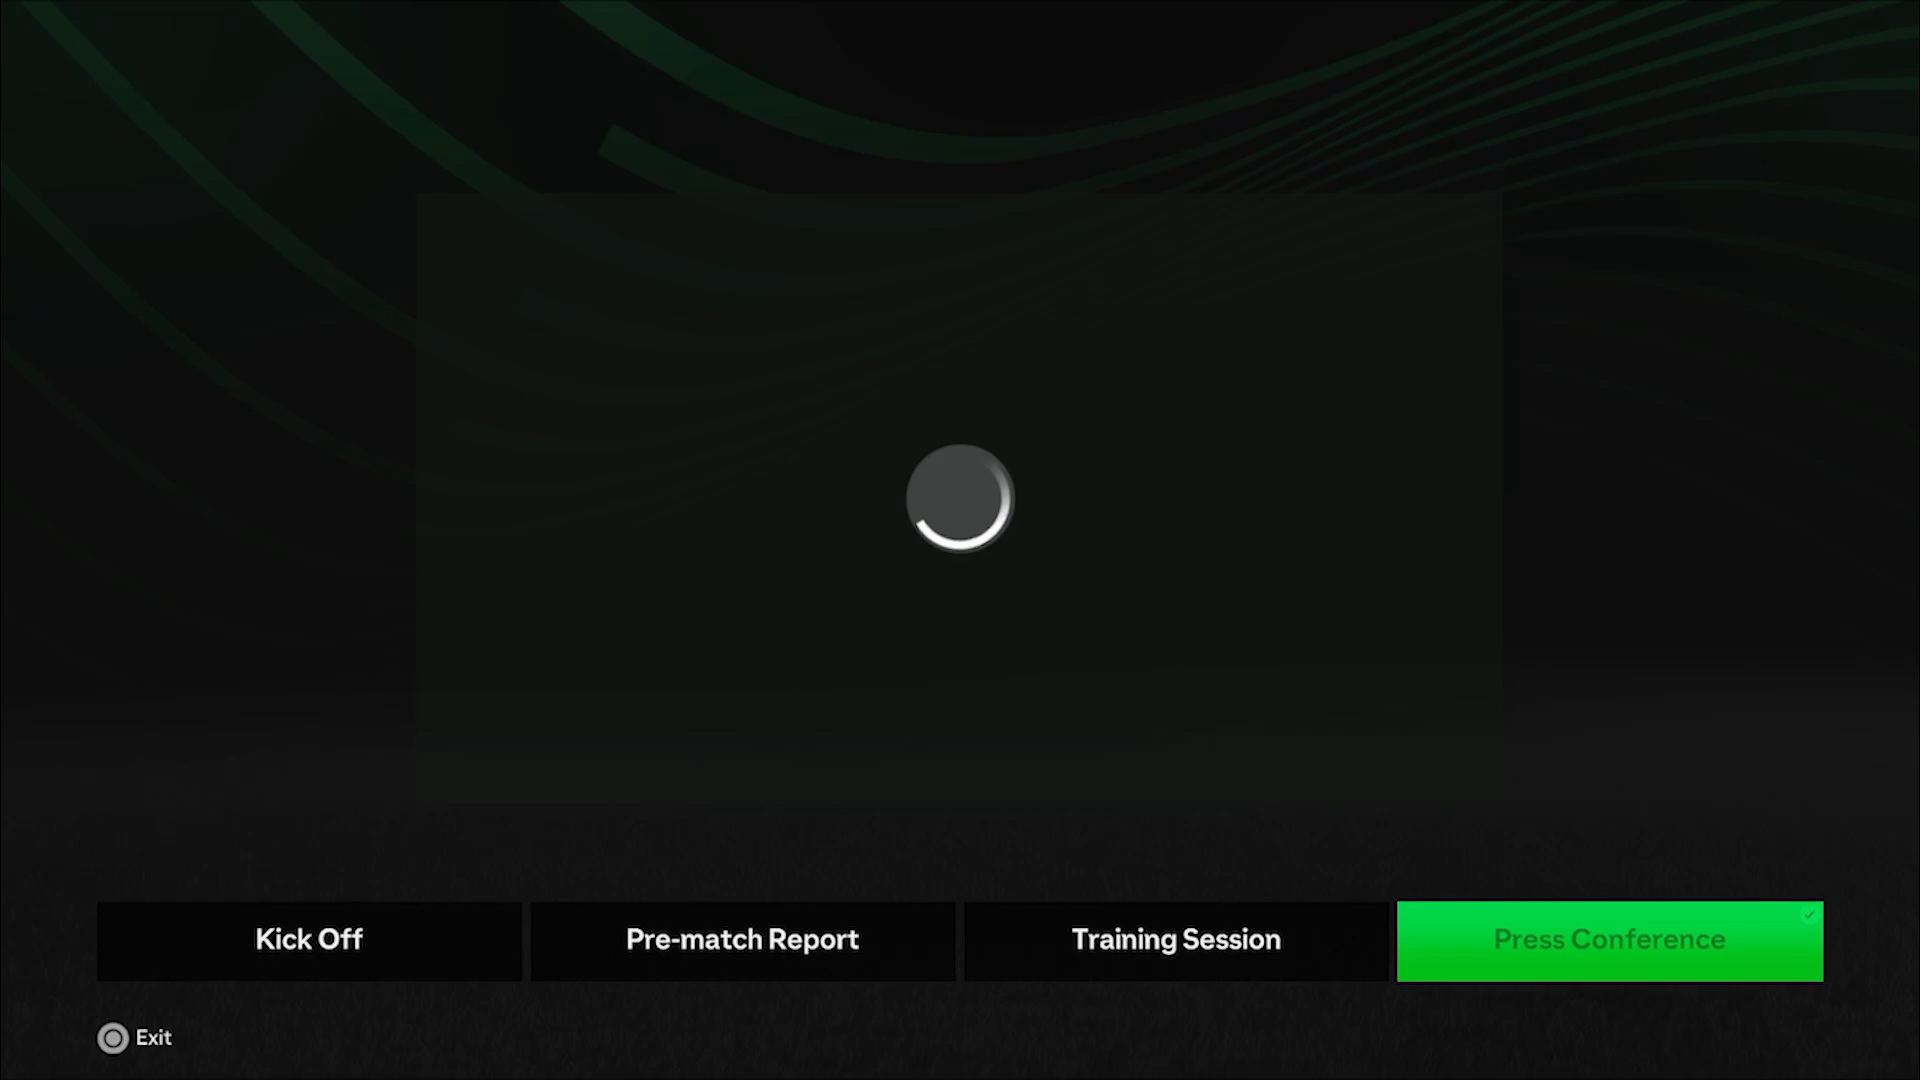 Kick Off
Pre-match Report
Training Session
Press Conference
Exit